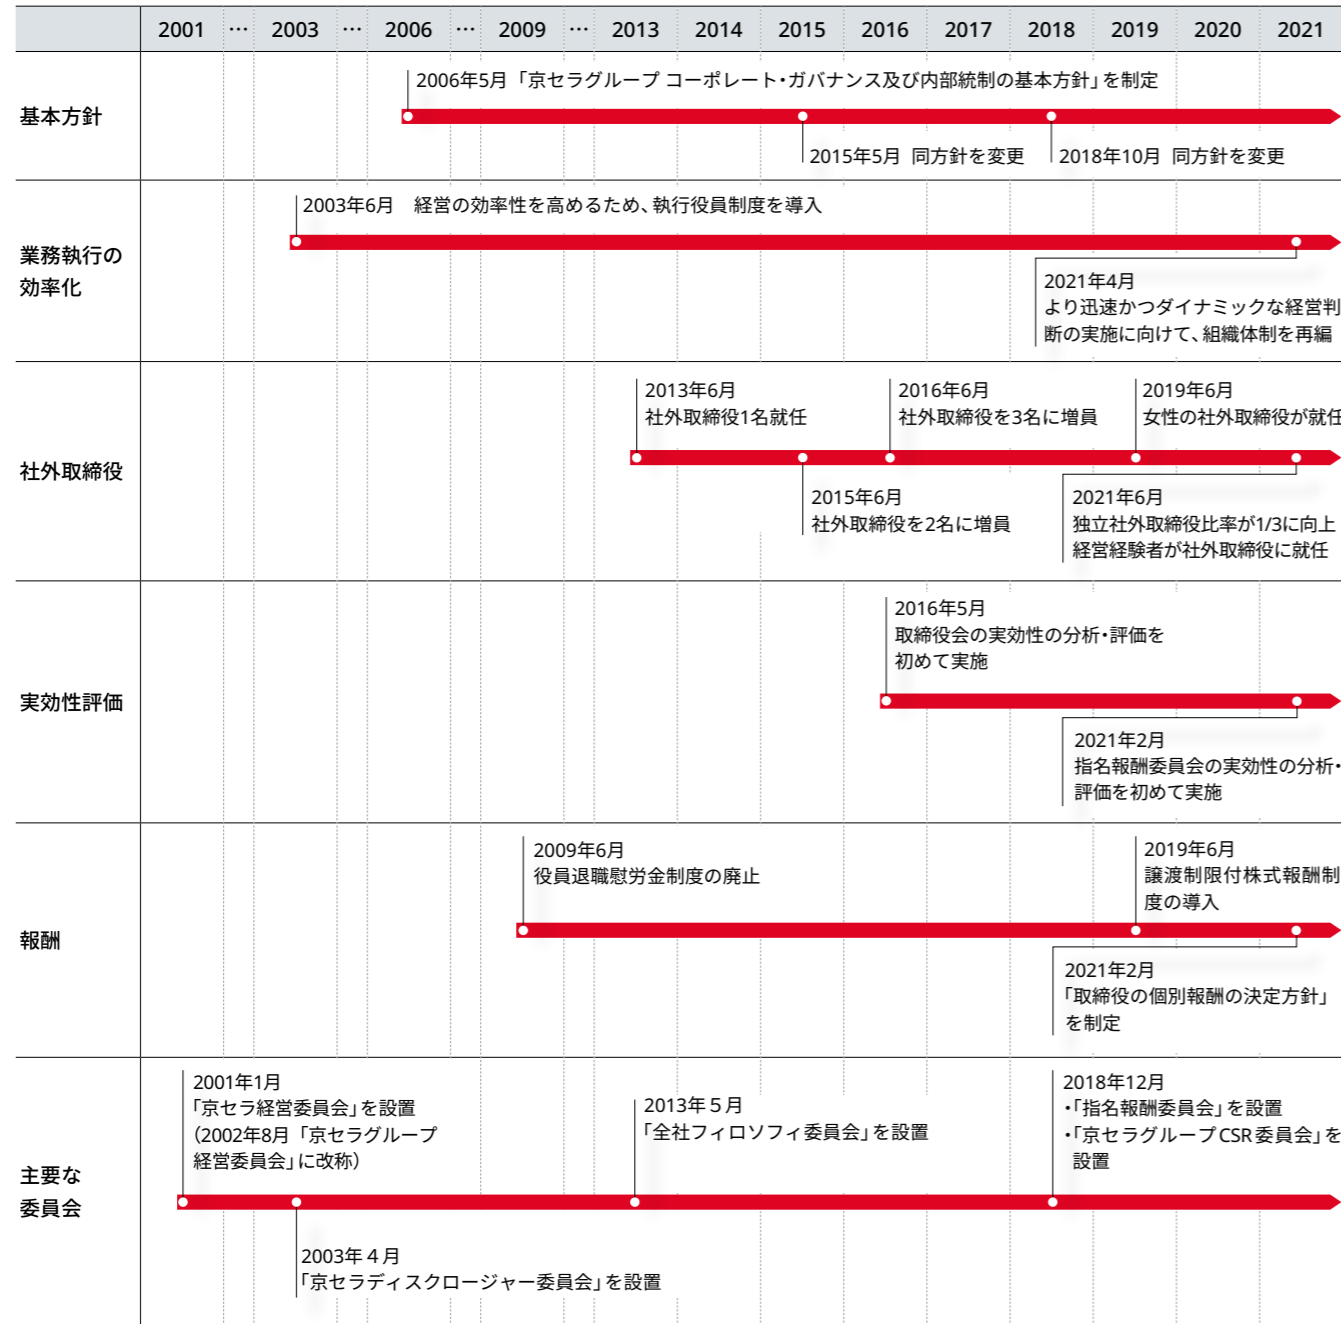 2001 … 2003 … 2006 … 2009 … 2013 2014 2015 2016 2017 2018 2019 2020 2021
基本方針
2006年5月「京セラグループ コーポレート・ガバナンス及び内部統制の基本方針」を制定
2015年5月 同方針を変更
2018年10月 同方針を変更
業務執行の
効率化
2003年6月　経営の効率性を高めるため、執行役員制度を導入
2021年4月
より迅速かつダイナミックな経営判
断の実施に向けて、組織体制を再編
社外取締役
2013年6月
社外取締役1名就任
2016年6月
社外取締役を3名に増員
2019年6月
女性の社外取締役が就任
2015年6月
社外取締役を2名に増員
2021年6月
独立社外取締役比率が1/3に向上
経営経験者が社外取締役に就任
実効性評価
2016年5月
取締役会の実効性の分析・評価を
初めて実施
2021年2月
指名報酬委員会の実効性の分析・
評価を初めて実施
報酬
2009年6月
役員退職慰労金制度の廃止
2019年6月
譲渡制限付株式報酬制
度の導入
2021年2月
「取締役の個別報酬の決定方針」
を制定
主要な
委員会
2001年1月
「京セラ経営委員会」を設置
（2002年8月「京セラグループ
経営委員会」に改称）
2013年５月
「全社フィロソフィ委員会」を設置
2018年12月
・「指名報酬委員会」を設置
・「京セラグループCSR委員会」を
設置
2003年４月
「京セラディスクロージャー委員会」を設置